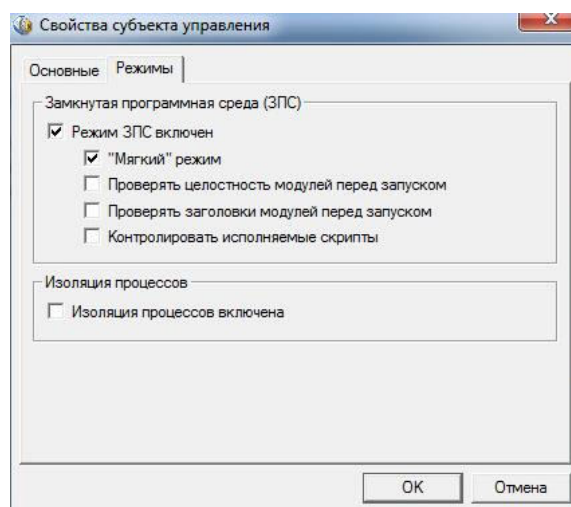 Свойства субъекта управления
Основные Режимы
Замкнутая программная среда (ЗПС)
Режим ЗПС включен
"Мягкий" режим
Проверять целостность модулей перед запуском
Проверять заголовки модулей перед запуском
Контролировать исполняемые скрипты
Изоляция процессов
Изоляция процессов включена
OK Отмена